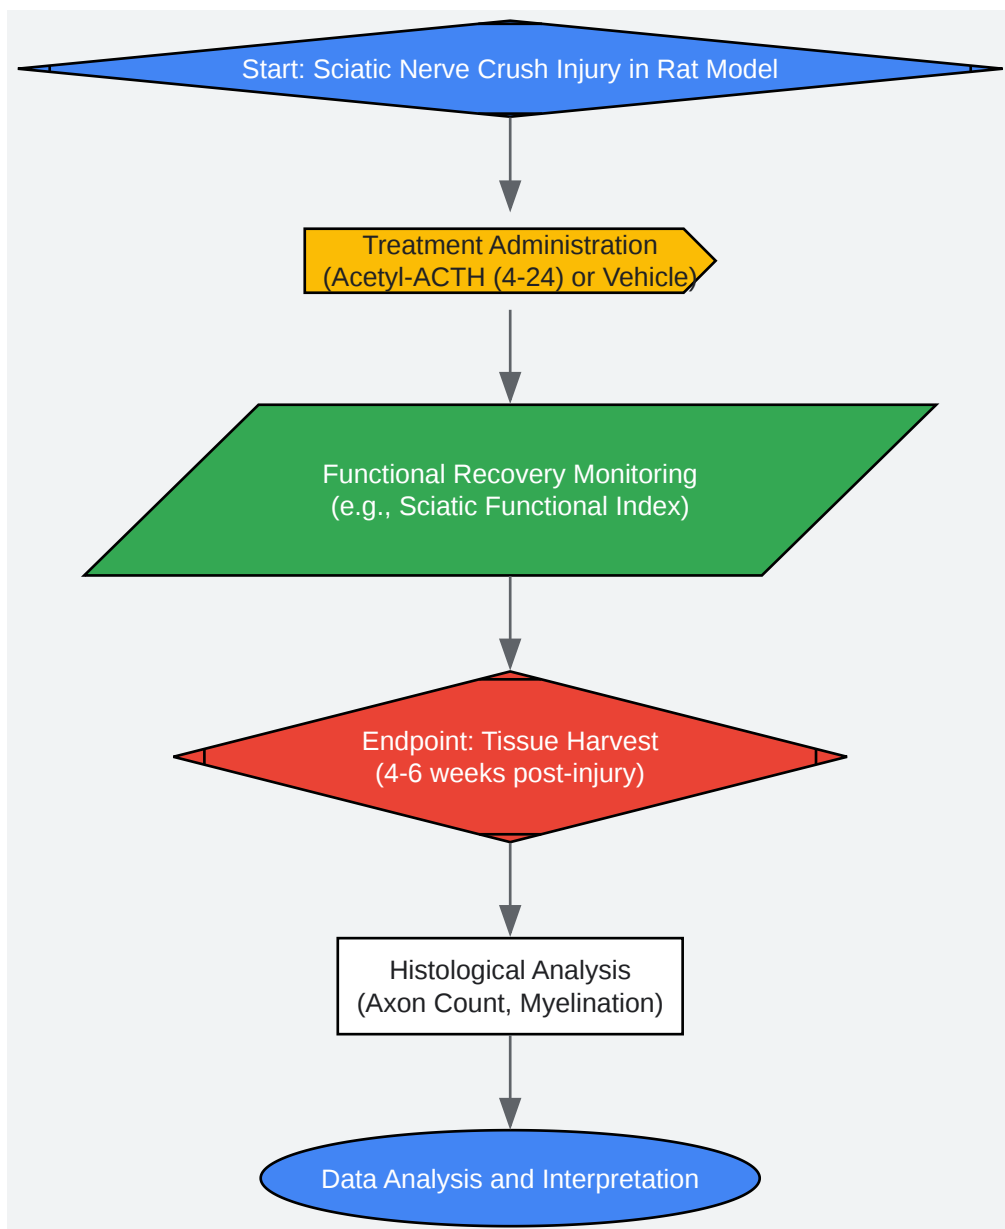 Start: Sciatic Nerve Crush Injury in Rat Model
Treatment Administration
(Acetyl-ACTH (4-24) or Vehicle)
Functional Recovery Monitoring
(e.g., Sciatic Functional Index)
Endpoint: Tissue Harvest
(4-6 weeks post-injury)
Histological Analysis
(Axon Count, Myelination)
Data Analysis and Interpretation